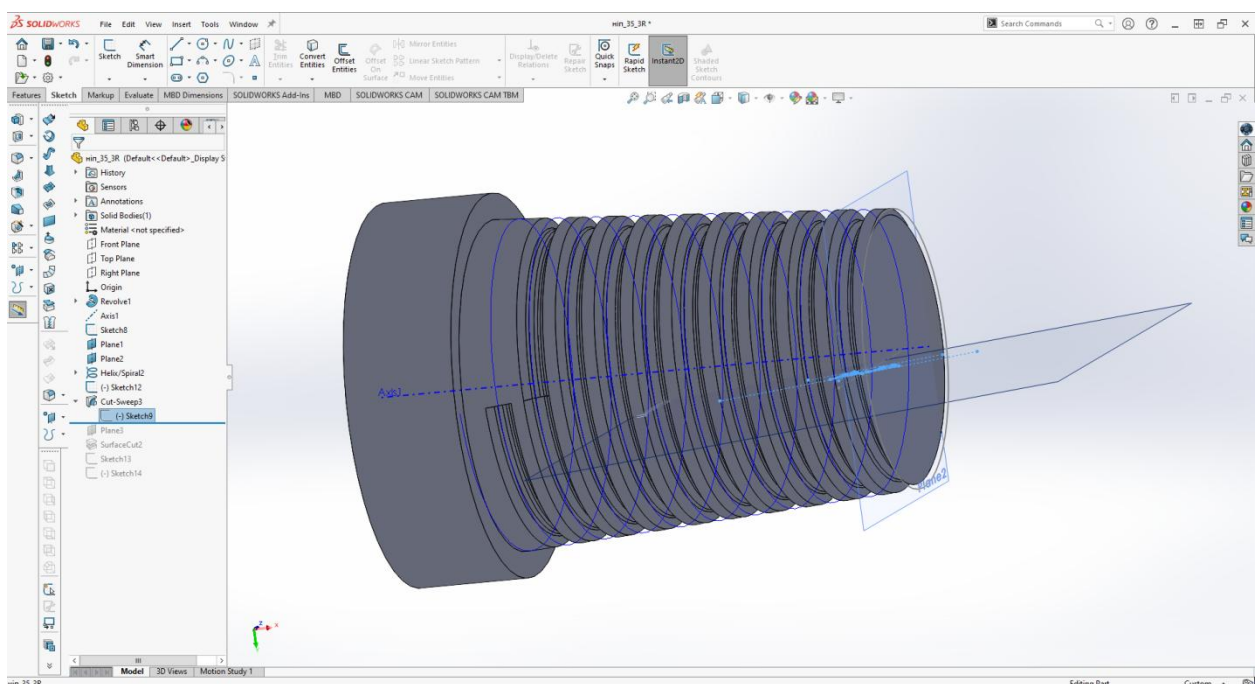 SOLIDWORKS File Edit View Insert Tools Window нin_35_3R * Search Commands
Sketch Smart Dimension Trim Entities Convert Entities Offset Entities Offset On Surface Mirror Entities Linear Sketch Pattern Move Entities Display/Delete Relations Repair Sketch Quick Snaps Rapid Sketch Instant2D Shaded Sketch Contours
Features Sketch Markup Evaluate MBD Dimensions SOLIDWORKS Add-Ins MBD SOLIDWORKS CAM SOLIDWORKS CAM TBM
нin_35_3R (Default<<Default>_Display S
History
Sensors
Annotations
Solid Bodies(1)
Material <not specified>
Front Plane
Top Plane
Right Plane
Origin
Revolve1
Axis1
Sketch8
Plane1
Plane2
Helix/Spiral2
(-) Sketch12
Cut-Sweep3
(-) Sketch9
Plane3
SurfaceCut2
Sketch13
(-) Sketch14
Axis1
Plane2
z
x
Model 3D Views Motion Study 1
нin_35_3R Editing Part Custom